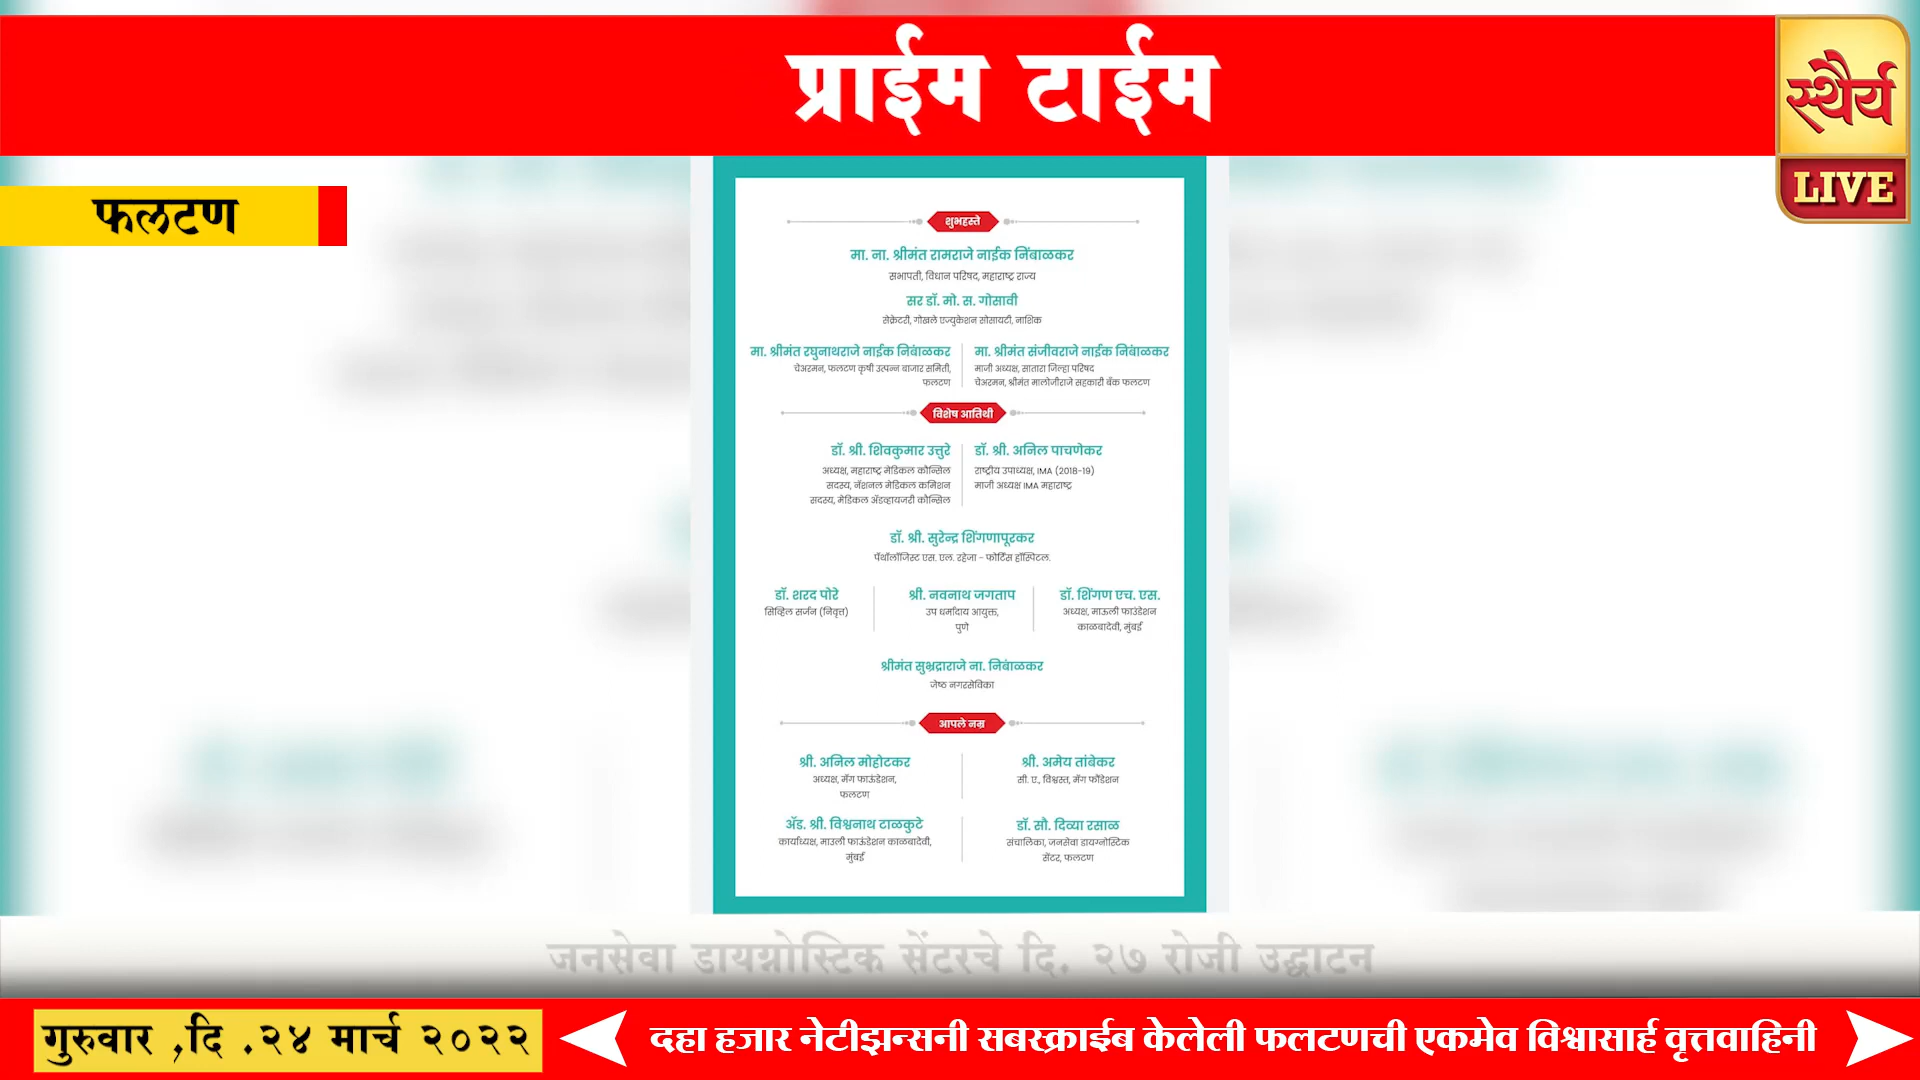 प्राईम टाईम
स्थैर्य
LIVE
फलटण
शुभहस्ते
मा. ना. श्रीमंत रामराजे नाईक निंबाळकर
सभापती, विधान परिषद, महाराष्ट्र राज्य
सर डॉ. मो. स. गोसावी
सेक्रेटरी, गोखले एज्युकेशन सोसायटी, नाशिक
मा. श्रीमंत रघुनाथराजे नाईक निंबाळकर
चेअरमन, फलटण कृषी उत्पन्न बाजार समिती,
फलटण
मा. श्रीमंत संजीवराजे नाईक निंबाळकर
माजी अध्यक्ष, सातारा जिल्हा परिषद
चेअरमन, श्रीमंत मालोजीराजे सहकारी बँक फलटण
विशेष आतिथी
डॉ. श्री. शिवकुमार उत्तुरे
अध्यक्ष, महाराष्ट्र मेडिकल कौन्सिल
सदस्य, नॅशनल मेडिकल कमिशन
सदस्य, मेडिकल ॲडव्हायजरी कौन्सिल
डॉ. श्री. अनिल पाचणेकर
राष्ट्रीय उपाध्यक्ष, IMA (2018-19)
माजी अध्यक्ष IMA महाराष्ट्र
डॉ. श्री. सुरेन्द्र शिंगणापूरकर
पॅथॉलॉजिस्ट एस. एल. रहेजा - फोर्टिस हॉस्पिटल.
डॉ. शरद पोरे
सिव्हिल सर्जन (निवृत्त)
श्री. नवनाथ जगताप
उप धर्मादाय आयुक्त,
पुणे
डॉ. शिंगण एच. एस.
अध्यक्ष, माऊली फाउंडेशन
काळबादेवी, मुंबई
श्रीमंत सुभद्राराजे ना. निंबाळकर
जेष्ठ नगरसेविका
आपले नम्र
श्री. अनिल मोहोटकर
अध्यक्ष, मॅग फाऊंडेशन,
फलटण
श्री. अमेय तांबेकर
सी. ए., विश्वस्त, मॅग फौंडेशन
ॲड. श्री. विश्वनाथ टाळकुटे
कार्याध्यक्ष, माउली फाऊंडेशन काळबादेवी,
मुंबई
डॉ. सौ. दिव्या रसाळ
संचालिका, जनसेवा डायग्नोस्टिक
सेंटर, फलटण
जनसेवा डायग्नोस्टिक सेंटरचे दि. २७ रोजी उद्घाटन
गुरुवार ,दि .२४ मार्च २०२२
दहा हजार नेटीझन्सनी सबस्क्राईब केलेली फलटणची एकमेव विश्वासार्ह वृत्तवाहिनी